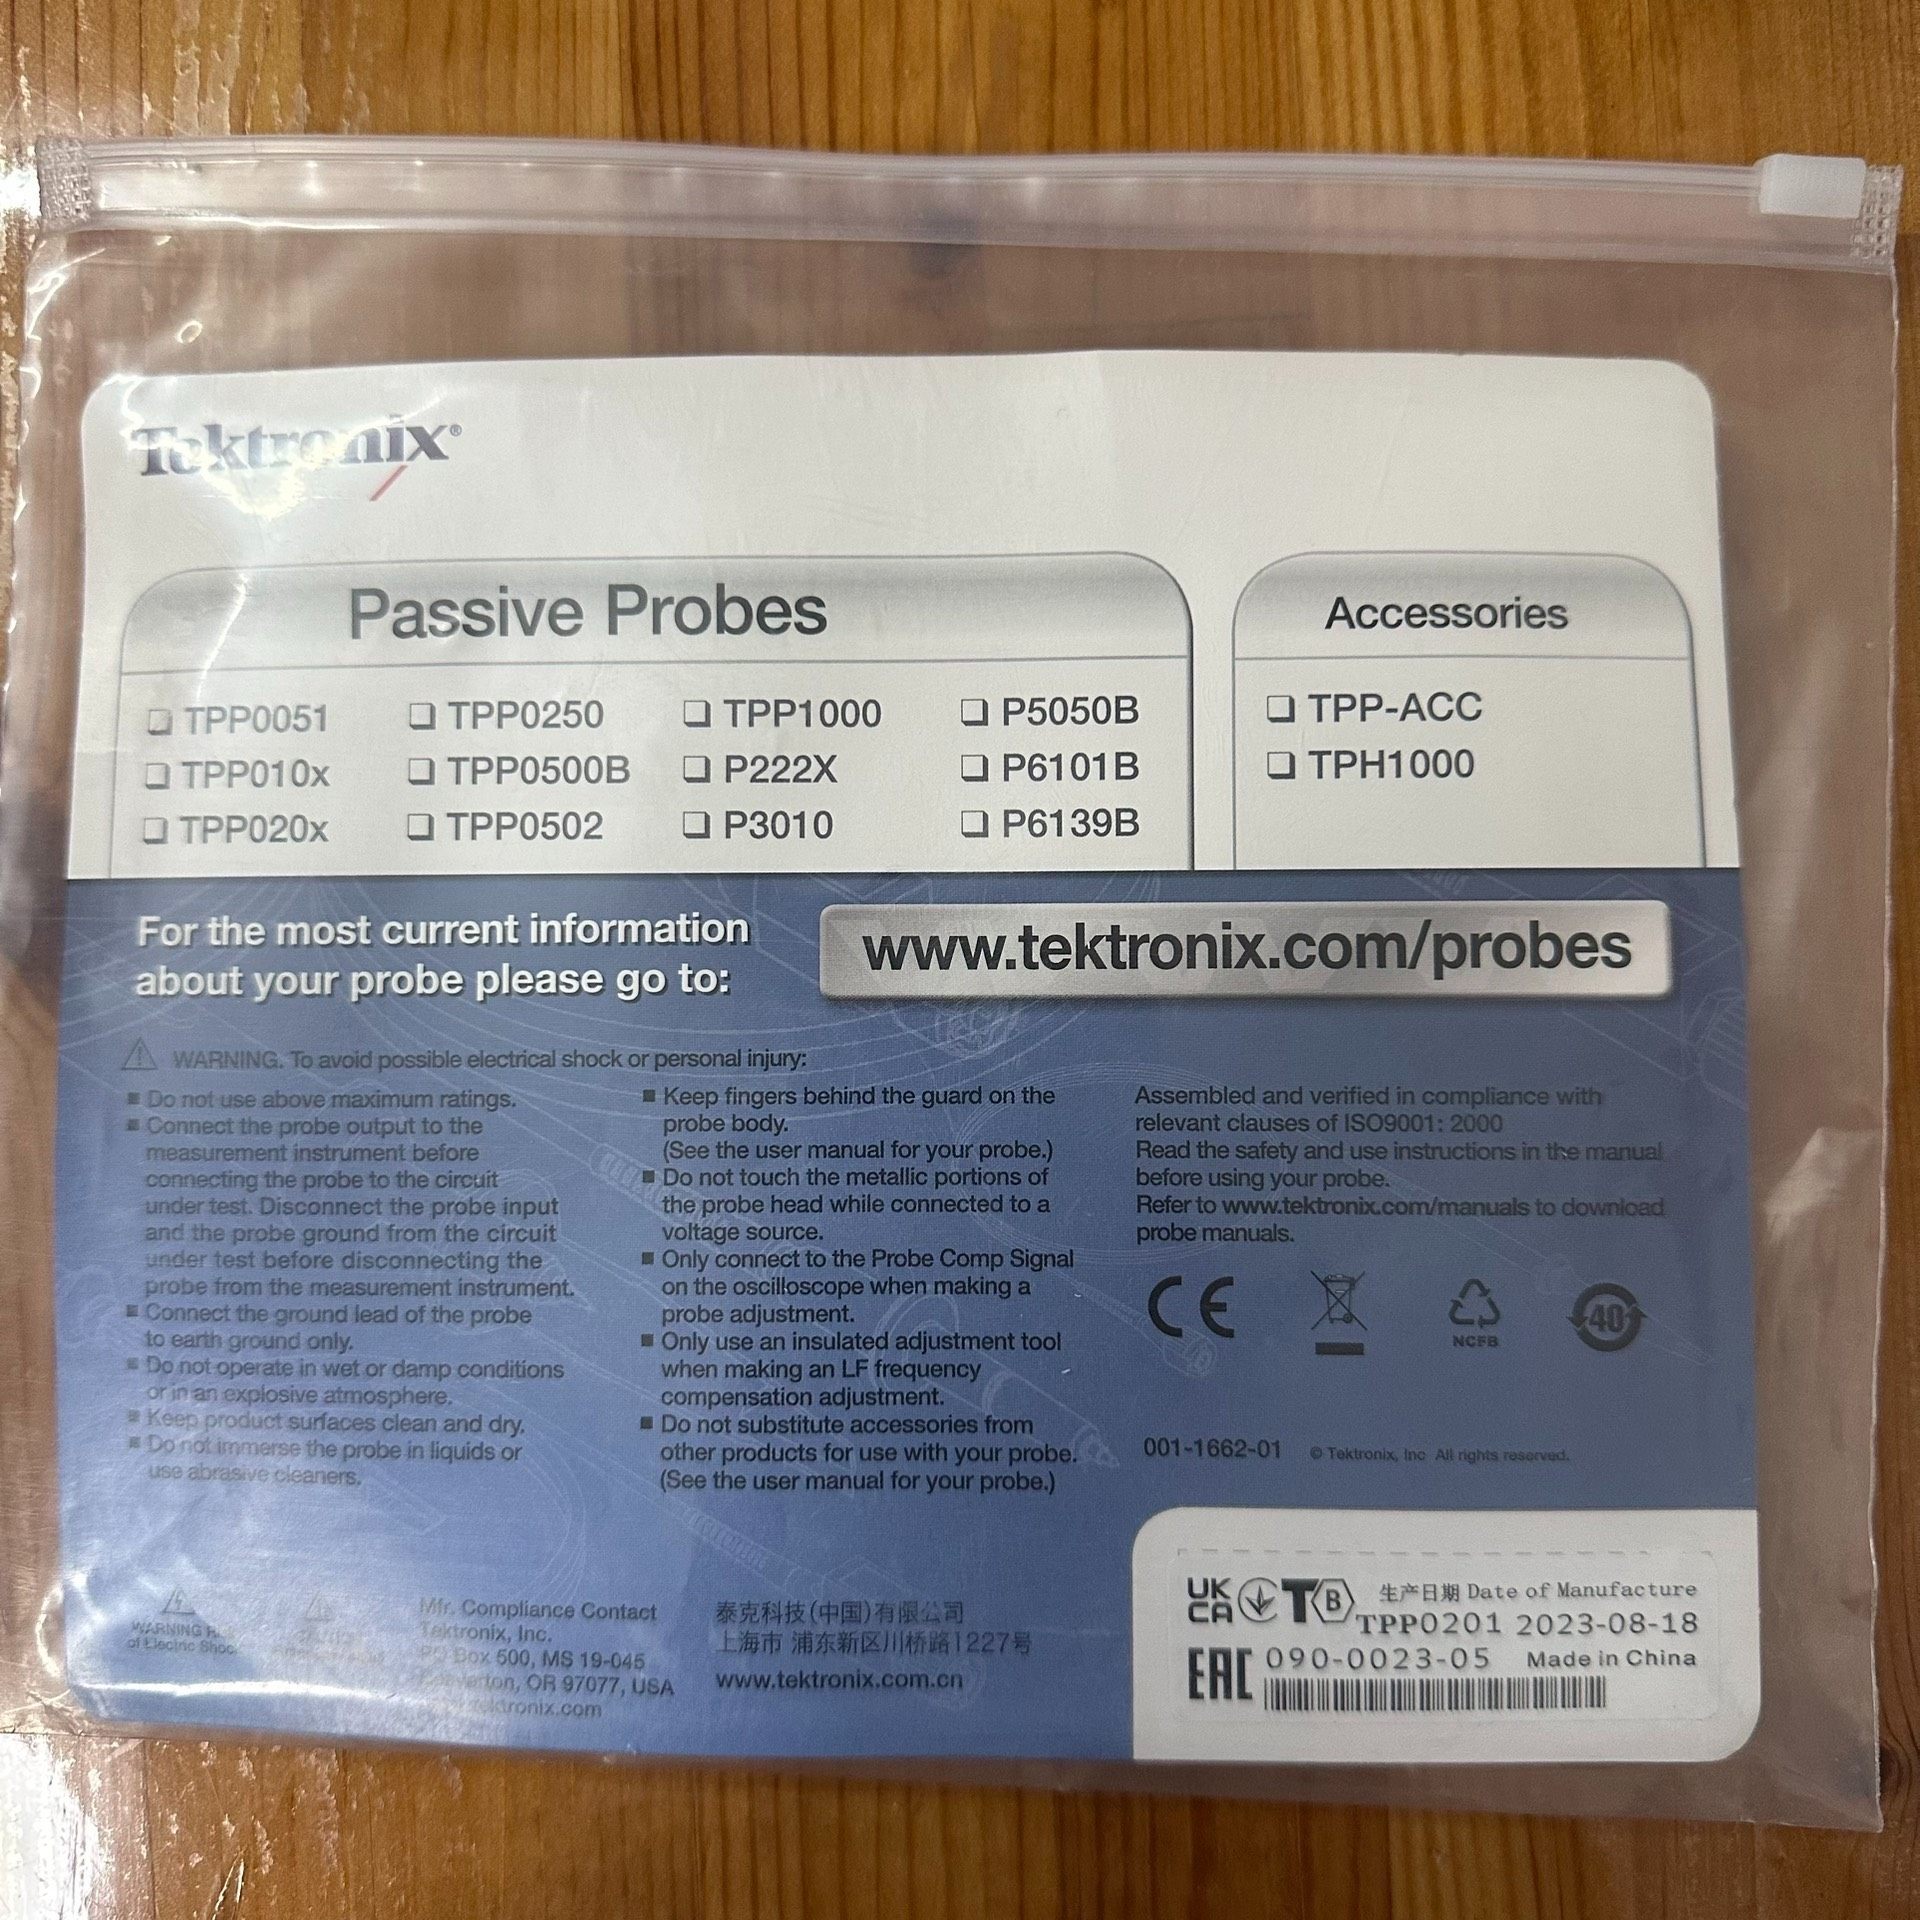 Tektronix®
Passive Probes
TPP0051
TPP0250
TPP1000
P5050B
TPP010x
TPP0500B
P222X
P6101B
TPP020x
TPP0502
P3010
P6139B
Accessories
TPP-ACC
TPH1000
For the most current information
about your probe please go to:
www.tektronix.com/probes
WARNING. To avoid possible electrical shock or personal injury:
■ Do not use above maximum ratings.
■ Connect the probe output to the
measurement instrument before
connecting the probe to the circuit
under test. Disconnect the probe input
and the probe ground from the circuit
under test before disconnecting the
probe from the measurement instrument.
■ Connect the ground lead of the probe
to earth ground only.
■ Do not operate in wet or damp conditions
or in an explosive atmosphere.
■ Keep product surfaces clean and dry.
■ Do not immerse the probe in liquids or
use abrasive cleaners.
■ Keep fingers behind the guard on the
probe body.
(See the user manual for your probe.)
■ Do not touch the metallic portions of
the probe head while connected to a
voltage source.
■ Only connect to the Probe Comp Signal
on the oscilloscope when making a
probe adjustment.
■ Only use an insulated adjustment tool
when making an LF frequency
compensation adjustment.
■ Do not substitute accessories from
other products for use with your probe.
(See the user manual for your probe.)
Assembled and verified in compliance with
relevant clauses of ISO9001: 2000
Read the safety and use instructions in the manual
before using your probe.
Refer to www.tektronix.com/manuals to download
probe manuals.
CE
NCFB
40
001-1662-01 © Tektronix, Inc All rights reserved.
WARNING
of Electric Shock
Mfr. Compliance Contact
Tektronix, Inc.
PO Box 500, MS 19-045
Beaverton, OR 97077, USA
泰克科技(中国)有限公司
上海市 浦东新区川桥路1227号
www.tektronix.com.cn
UK
CA
B
生产日期 Date of Manufacture
TPP0201 2023-08-18
EAC
090-0023-05 Made in China